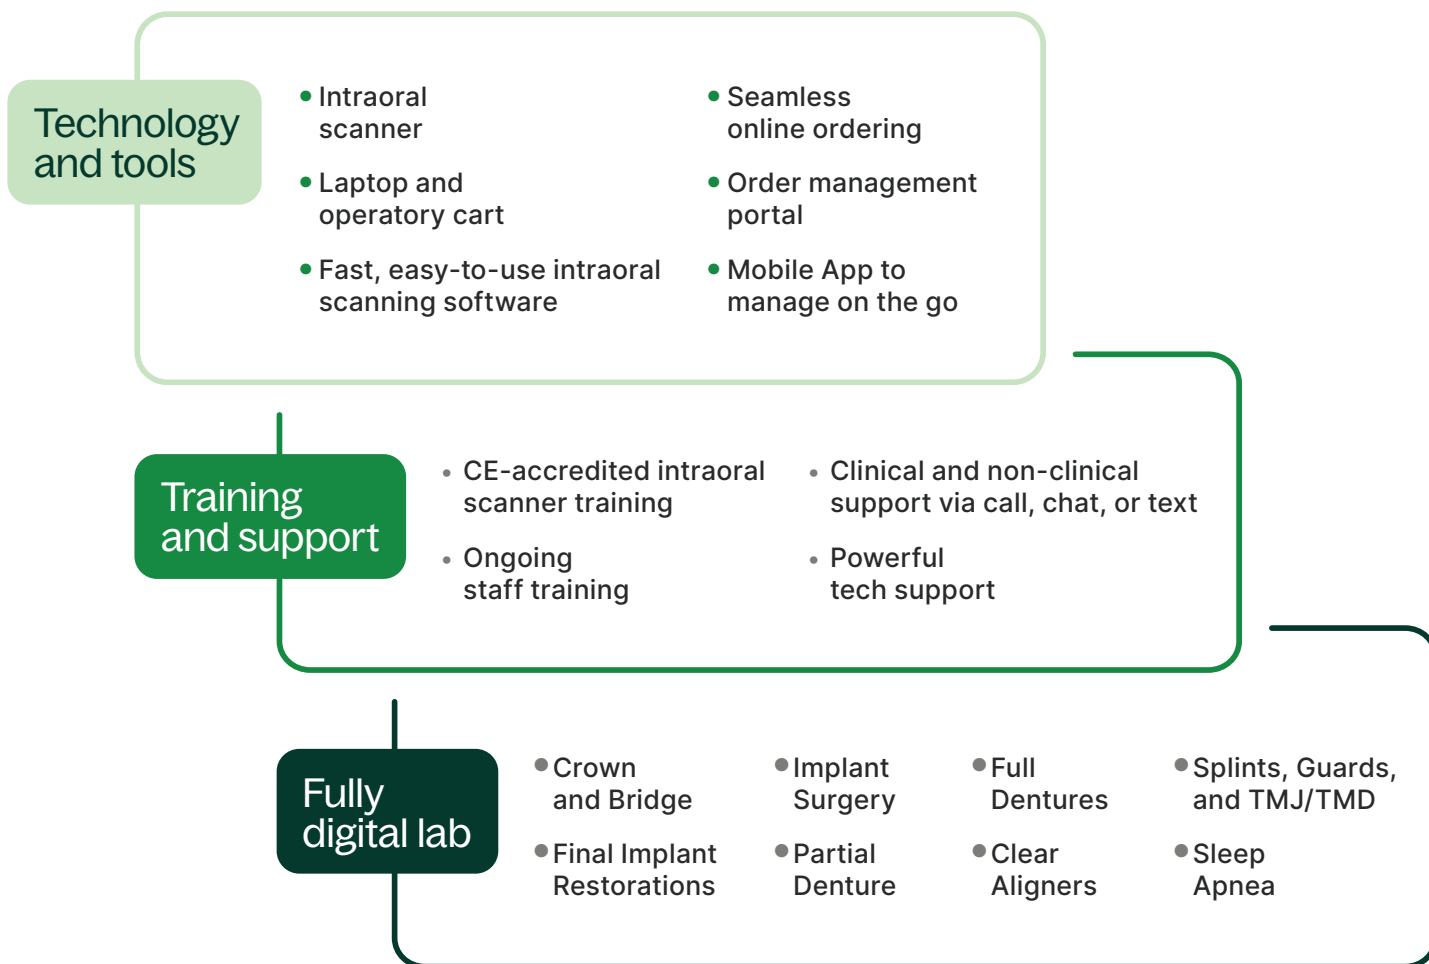 Technology
and tools
Intraoral
scanner
Laptop and
operatory cart
Fast, easy-to-use intraoral
scanning software
Seamless
online ordering
Order management
portal
Mobile App to
manage on the go
Training
and support
CE-accredited intraoral
scanner training
Ongoing
staff training
Clinical and non-clinical
support via call, chat, or text
Powerful
tech support
Fully
digital lab
Crown
and Bridge
Final Implant
Restorations
Implant
Surgery
Partial
Denture
Full
Dentures
Clear
Aligners
Splints, Guards,
and TMJ/TMD
Sleep
Apnea